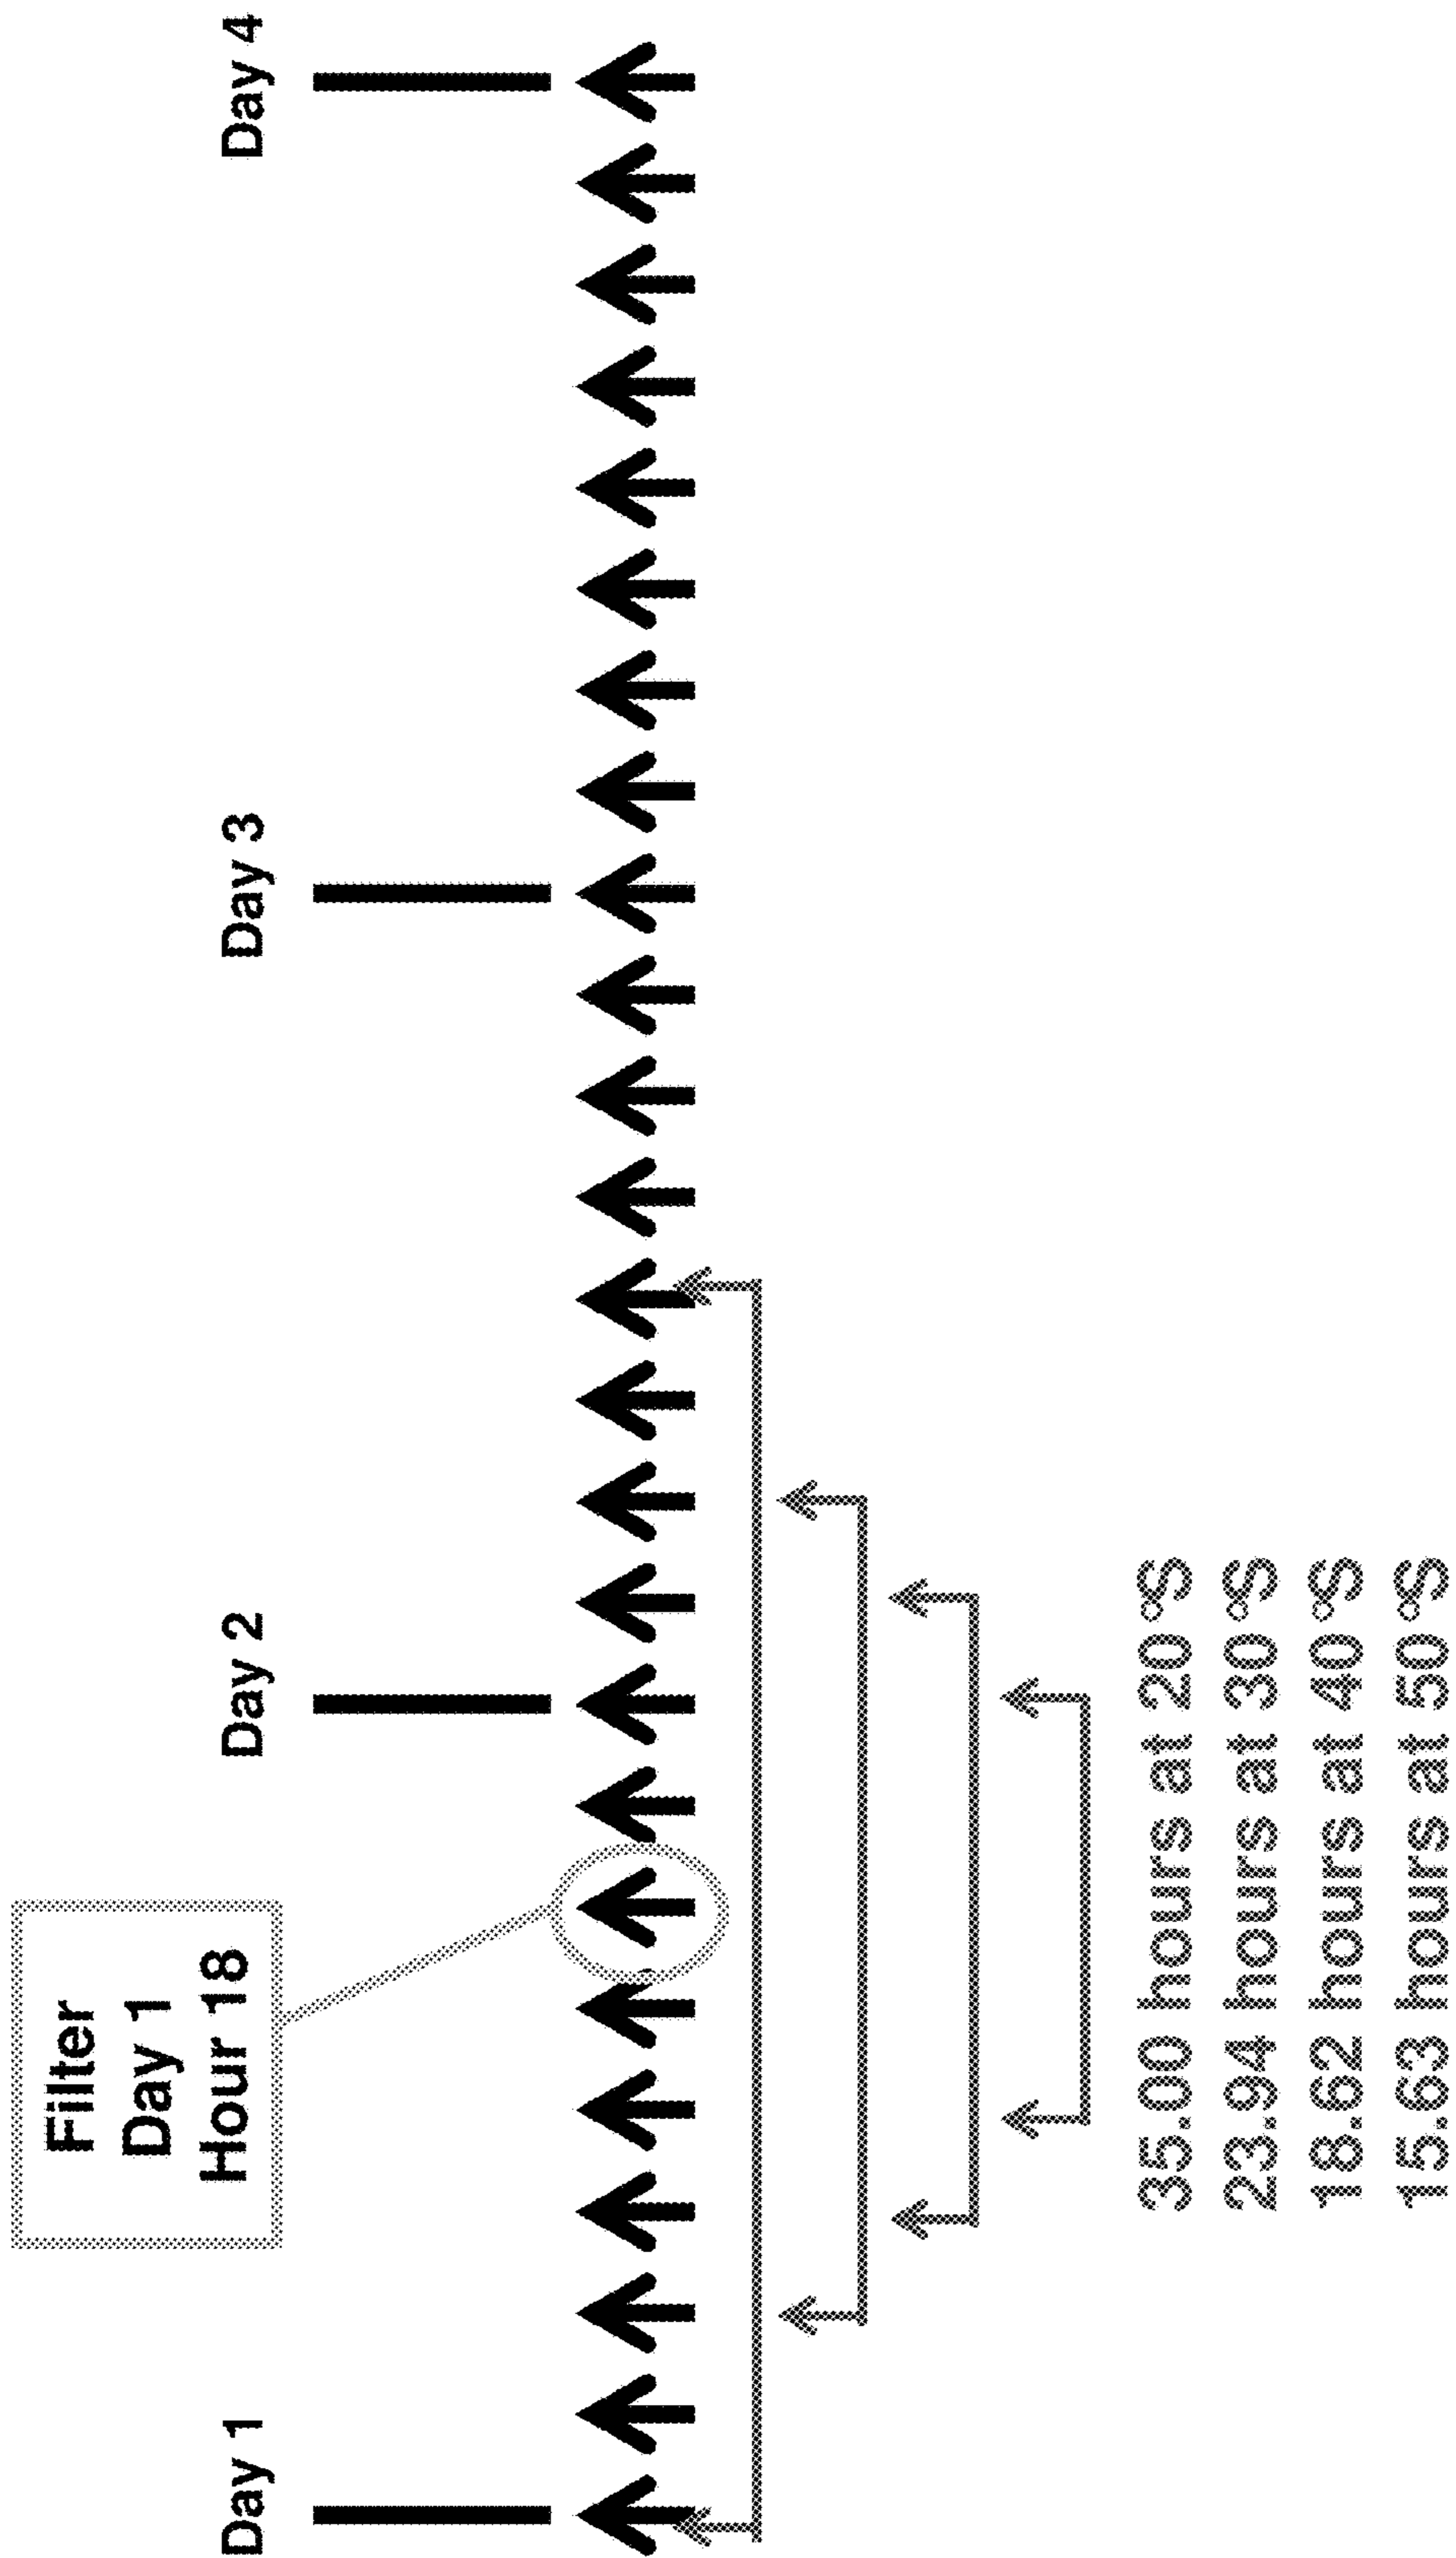 Filter
Day 1
Hour 18
Day 1
Day 2
Day 3
Day 4
35.00 hours at 20°S
23.94 hours at 30°S
18.62 hours at 40°S
15.63 hours at 50°S